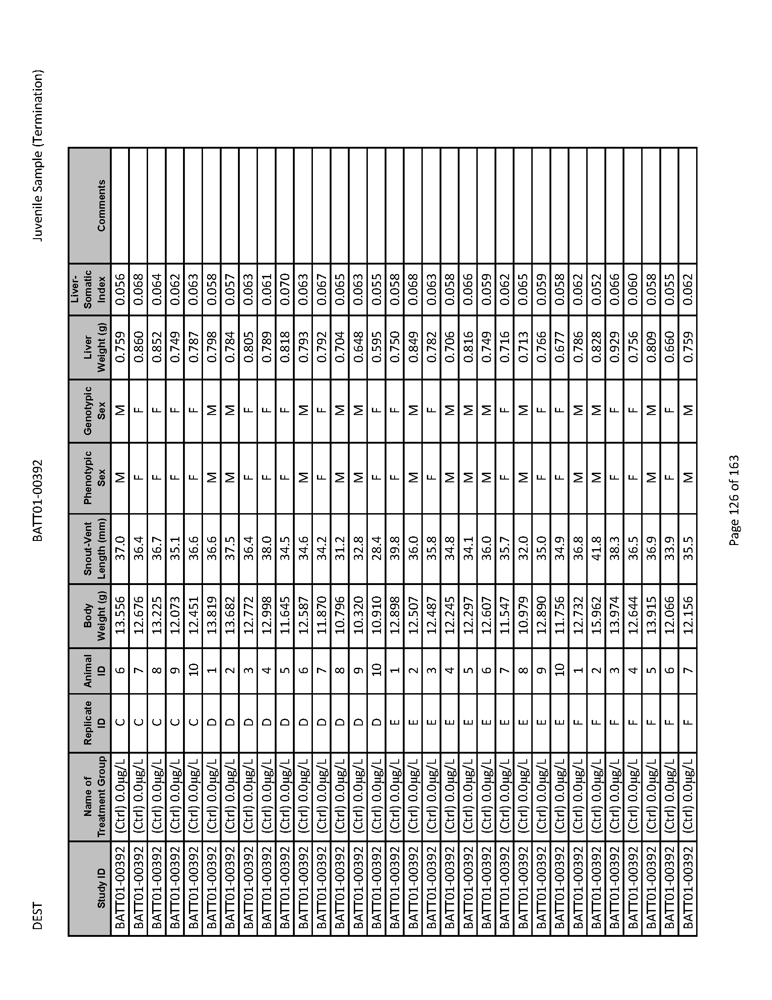 DEST BATT01-00392 Juvenile Sample (Termination)
Study ID Name of Treatment Group Replicate ID Animal ID Body Weight (g) Snout-Vent Length (mm) Phenotypic Sex Genotypic Sex Liver Weight (g) Liver-Somatic Index Comments
BATT01-00392 (Ctrl) 0.0µg/L C 6 13.556 37.0 M M 0.759 0.056
BATT01-00392 (Ctrl) 0.0µg/L C 7 12.676 36.4 F F 0.860 0.068
BATT01-00392 (Ctrl) 0.0µg/L C 8 13.225 36.7 F F 0.852 0.064
BATT01-00392 (Ctrl) 0.0µg/L C 9 12.073 35.1 F F 0.749 0.062
BATT01-00392 (Ctrl) 0.0µg/L C 10 12.451 36.6 F F 0.787 0.063
BATT01-00392 (Ctrl) 0.0µg/L D 1 13.819 36.6 M M 0.798 0.058
BATT01-00392 (Ctrl) 0.0µg/L D 2 13.682 37.5 M M 0.784 0.057
BATT01-00392 (Ctrl) 0.0µg/L D 3 12.772 36.4 F F 0.805 0.063
BATT01-00392 (Ctrl) 0.0µg/L D 4 12.998 38.0 F F 0.789 0.061
BATT01-00392 (Ctrl) 0.0µg/L D 5 11.645 34.5 F F 0.818 0.070
BATT01-00392 (Ctrl) 0.0µg/L D 6 12.587 34.6 M M 0.793 0.063
BATT01-00392 (Ctrl) 0.0µg/L D 7 11.870 34.2 F F 0.792 0.067
BATT01-00392 (Ctrl) 0.0µg/L D 8 10.796 31.2 M M 0.704 0.065
BATT01-00392 (Ctrl) 0.0µg/L D 9 10.320 32.8 M M 0.648 0.063
BATT01-00392 (Ctrl) 0.0µg/L D 10 10.910 28.4 F F 0.595 0.055
BATT01-00392 (Ctrl) 0.0µg/L E 1 12.898 39.8 F F 0.750 0.058
BATT01-00392 (Ctrl) 0.0µg/L E 2 12.507 36.0 M M 0.849 0.068
BATT01-00392 (Ctrl) 0.0µg/L E 3 12.487 35.8 F F 0.782 0.063
BATT01-00392 (Ctrl) 0.0µg/L E 4 12.245 34.8 M M 0.706 0.058
BATT01-00392 (Ctrl) 0.0µg/L E 5 12.297 34.1 M M 0.816 0.066
BATT01-00392 (Ctrl) 0.0µg/L E 6 12.607 36.0 M M 0.749 0.059
BATT01-00392 (Ctrl) 0.0µg/L E 7 11.547 35.7 F F 0.716 0.062
BATT01-00392 (Ctrl) 0.0µg/L E 8 10.979 32.0 M M 0.713 0.065
BATT01-00392 (Ctrl) 0.0µg/L E 9 12.890 35.0 F F 0.766 0.059
BATT01-00392 (Ctrl) 0.0µg/L E 10 11.756 34.9 F F 0.677 0.058
BATT01-00392 (Ctrl) 0.0µg/L F 1 12.732 36.8 M M 0.786 0.062
BATT01-00392 (Ctrl) 0.0µg/L F 2 15.962 41.8 M M 0.828 0.052
BATT01-00392 (Ctrl) 0.0µg/L F 3 13.974 38.3 F F 0.929 0.066
BATT01-00392 (Ctrl) 0.0µg/L F 4 12.644 36.5 F F 0.756 0.060
BATT01-00392 (Ctrl) 0.0µg/L F 5 13.915 36.9 M M 0.809 0.058
BATT01-00392 (Ctrl) 0.0µg/L F 6 12.066 33.9 F F 0.660 0.055
BATT01-00392 (Ctrl) 0.0µg/L F 7 12.156 35.5 M M 0.759 0.062
Page 126 of 163